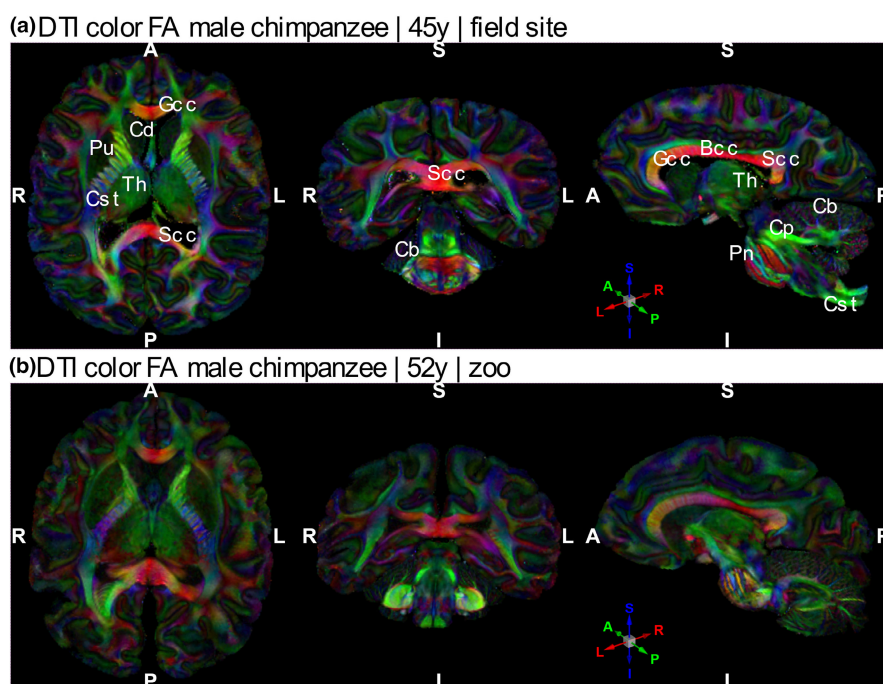 (a) DTI color FA male chimpanzee | 45y | field site
A S S
Gcc
Cd
Pu
Bcc
Scc
Gcc Scc
Th
Th
R L R L A P
Cst
Cb
Scc
Cp
Cb
Pn
S
A R
L P
I
Cst
P I I
(b) DTI color FA male chimpanzee | 52y | zoo
A S S
R L R L A P
S
A R
L P
I
P I I